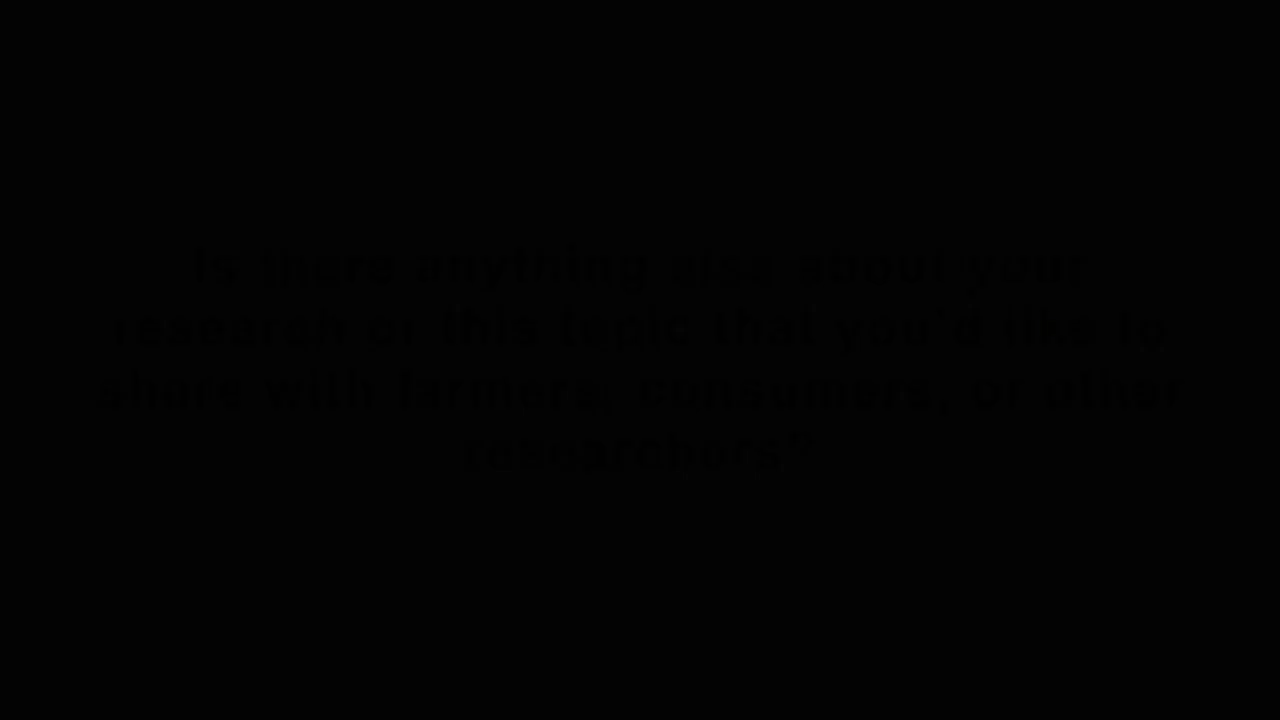 Is there anything else about your
research or this topic that you'd like to
share with farmers, consumers, or other
researchers?